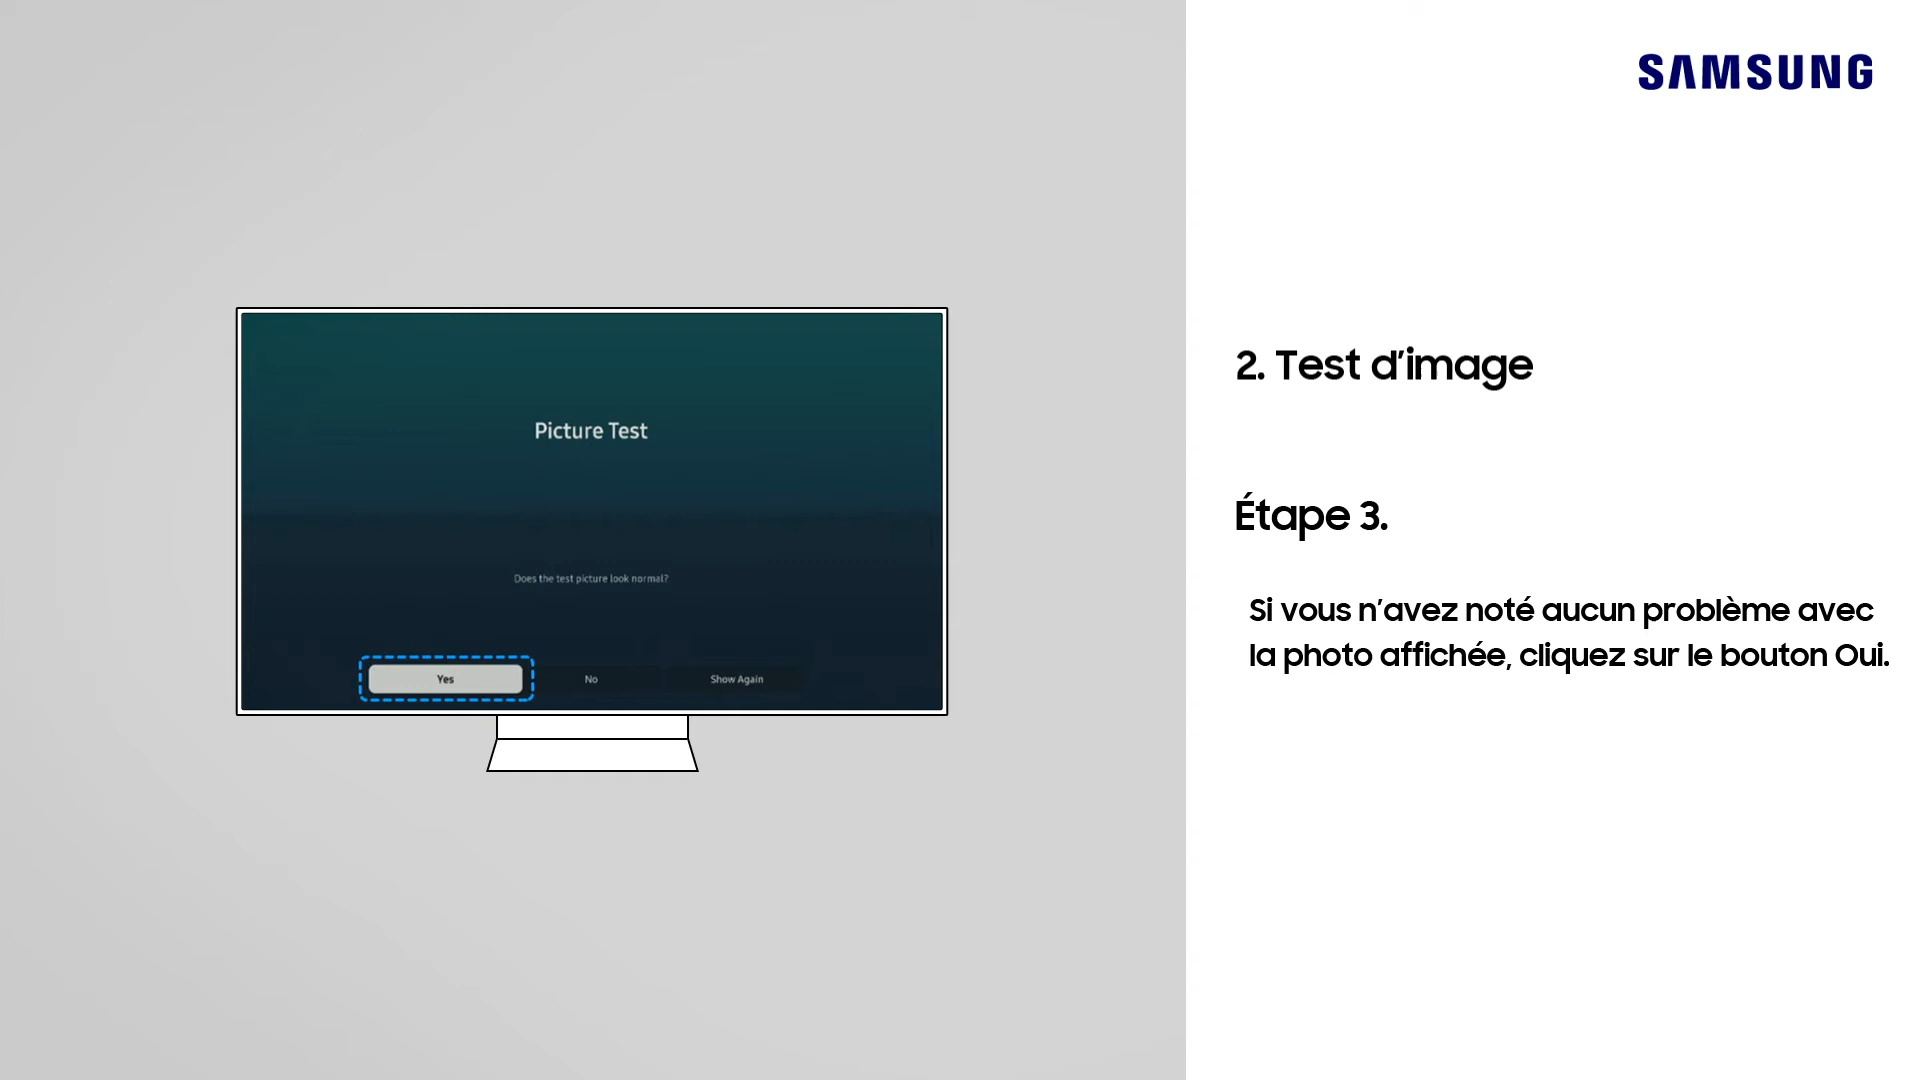 SAMSUNG
Picture Test
Does the test picture look normal?
Yes
No
Show Again
2. Test d’image
Étape 3.
Si vous n’avez noté aucun problème avec
la photo affichée, cliquez sur le bouton Oui.